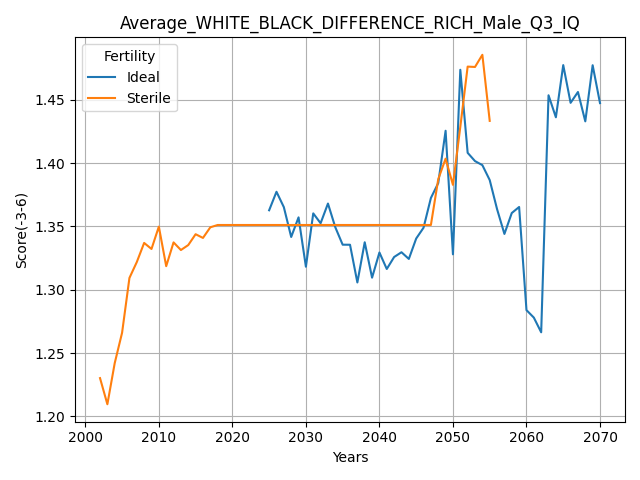 Average_WHITE_BLACK_DIFFERENCE_RICH_Male_Q3_IQ
Fertility
Ideal
Sterile
Score(-3-6)
1.45
1.40
1.35
1.30
1.25
1.20
2000 2010 2020 2030 2040 2050 2060 2070
Years